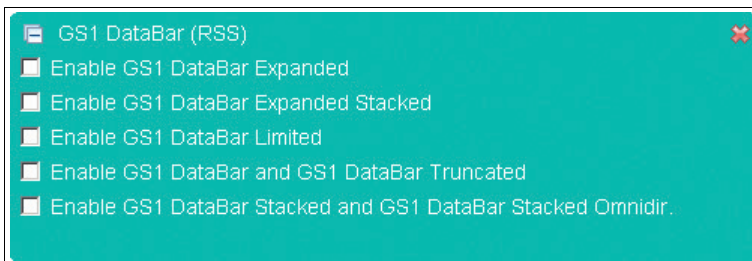 GS1 DataBar (RSS)
Enable GS1 DataBar Expanded
Enable GS1 DataBar Expanded Stacked
Enable GS1 DataBar Limited
Enable GS1 DataBar and GS1 DataBar Truncated
Enable GS1 DataBar Stacked and GS1 DataBar Stacked Omnidir.